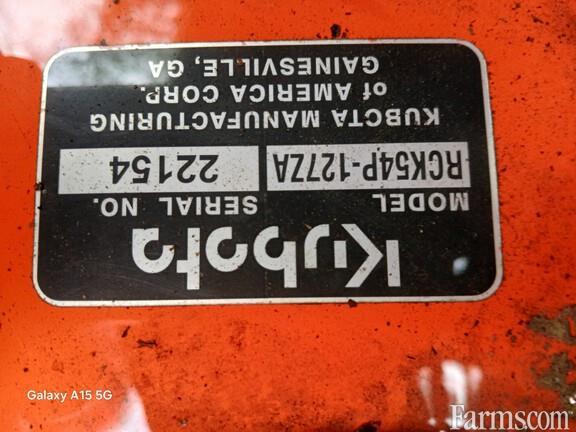 Kubota
MODEL SERIAL NO.
RCK54P-127ZA 22154
KUBOTA MANUFACTURING
of AMERICA CORP.
GAINESVILLE, GA
Galaxy A15 5G
Farms.com